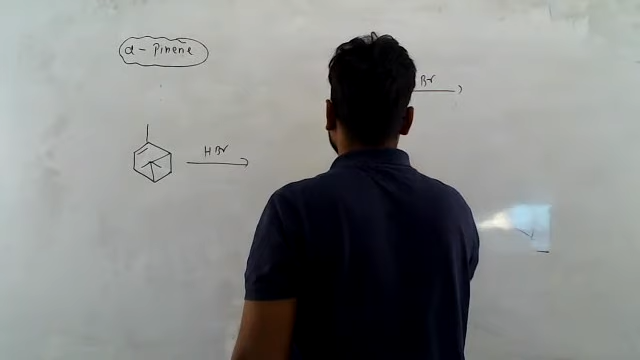 α - Pinene
Br
HBr